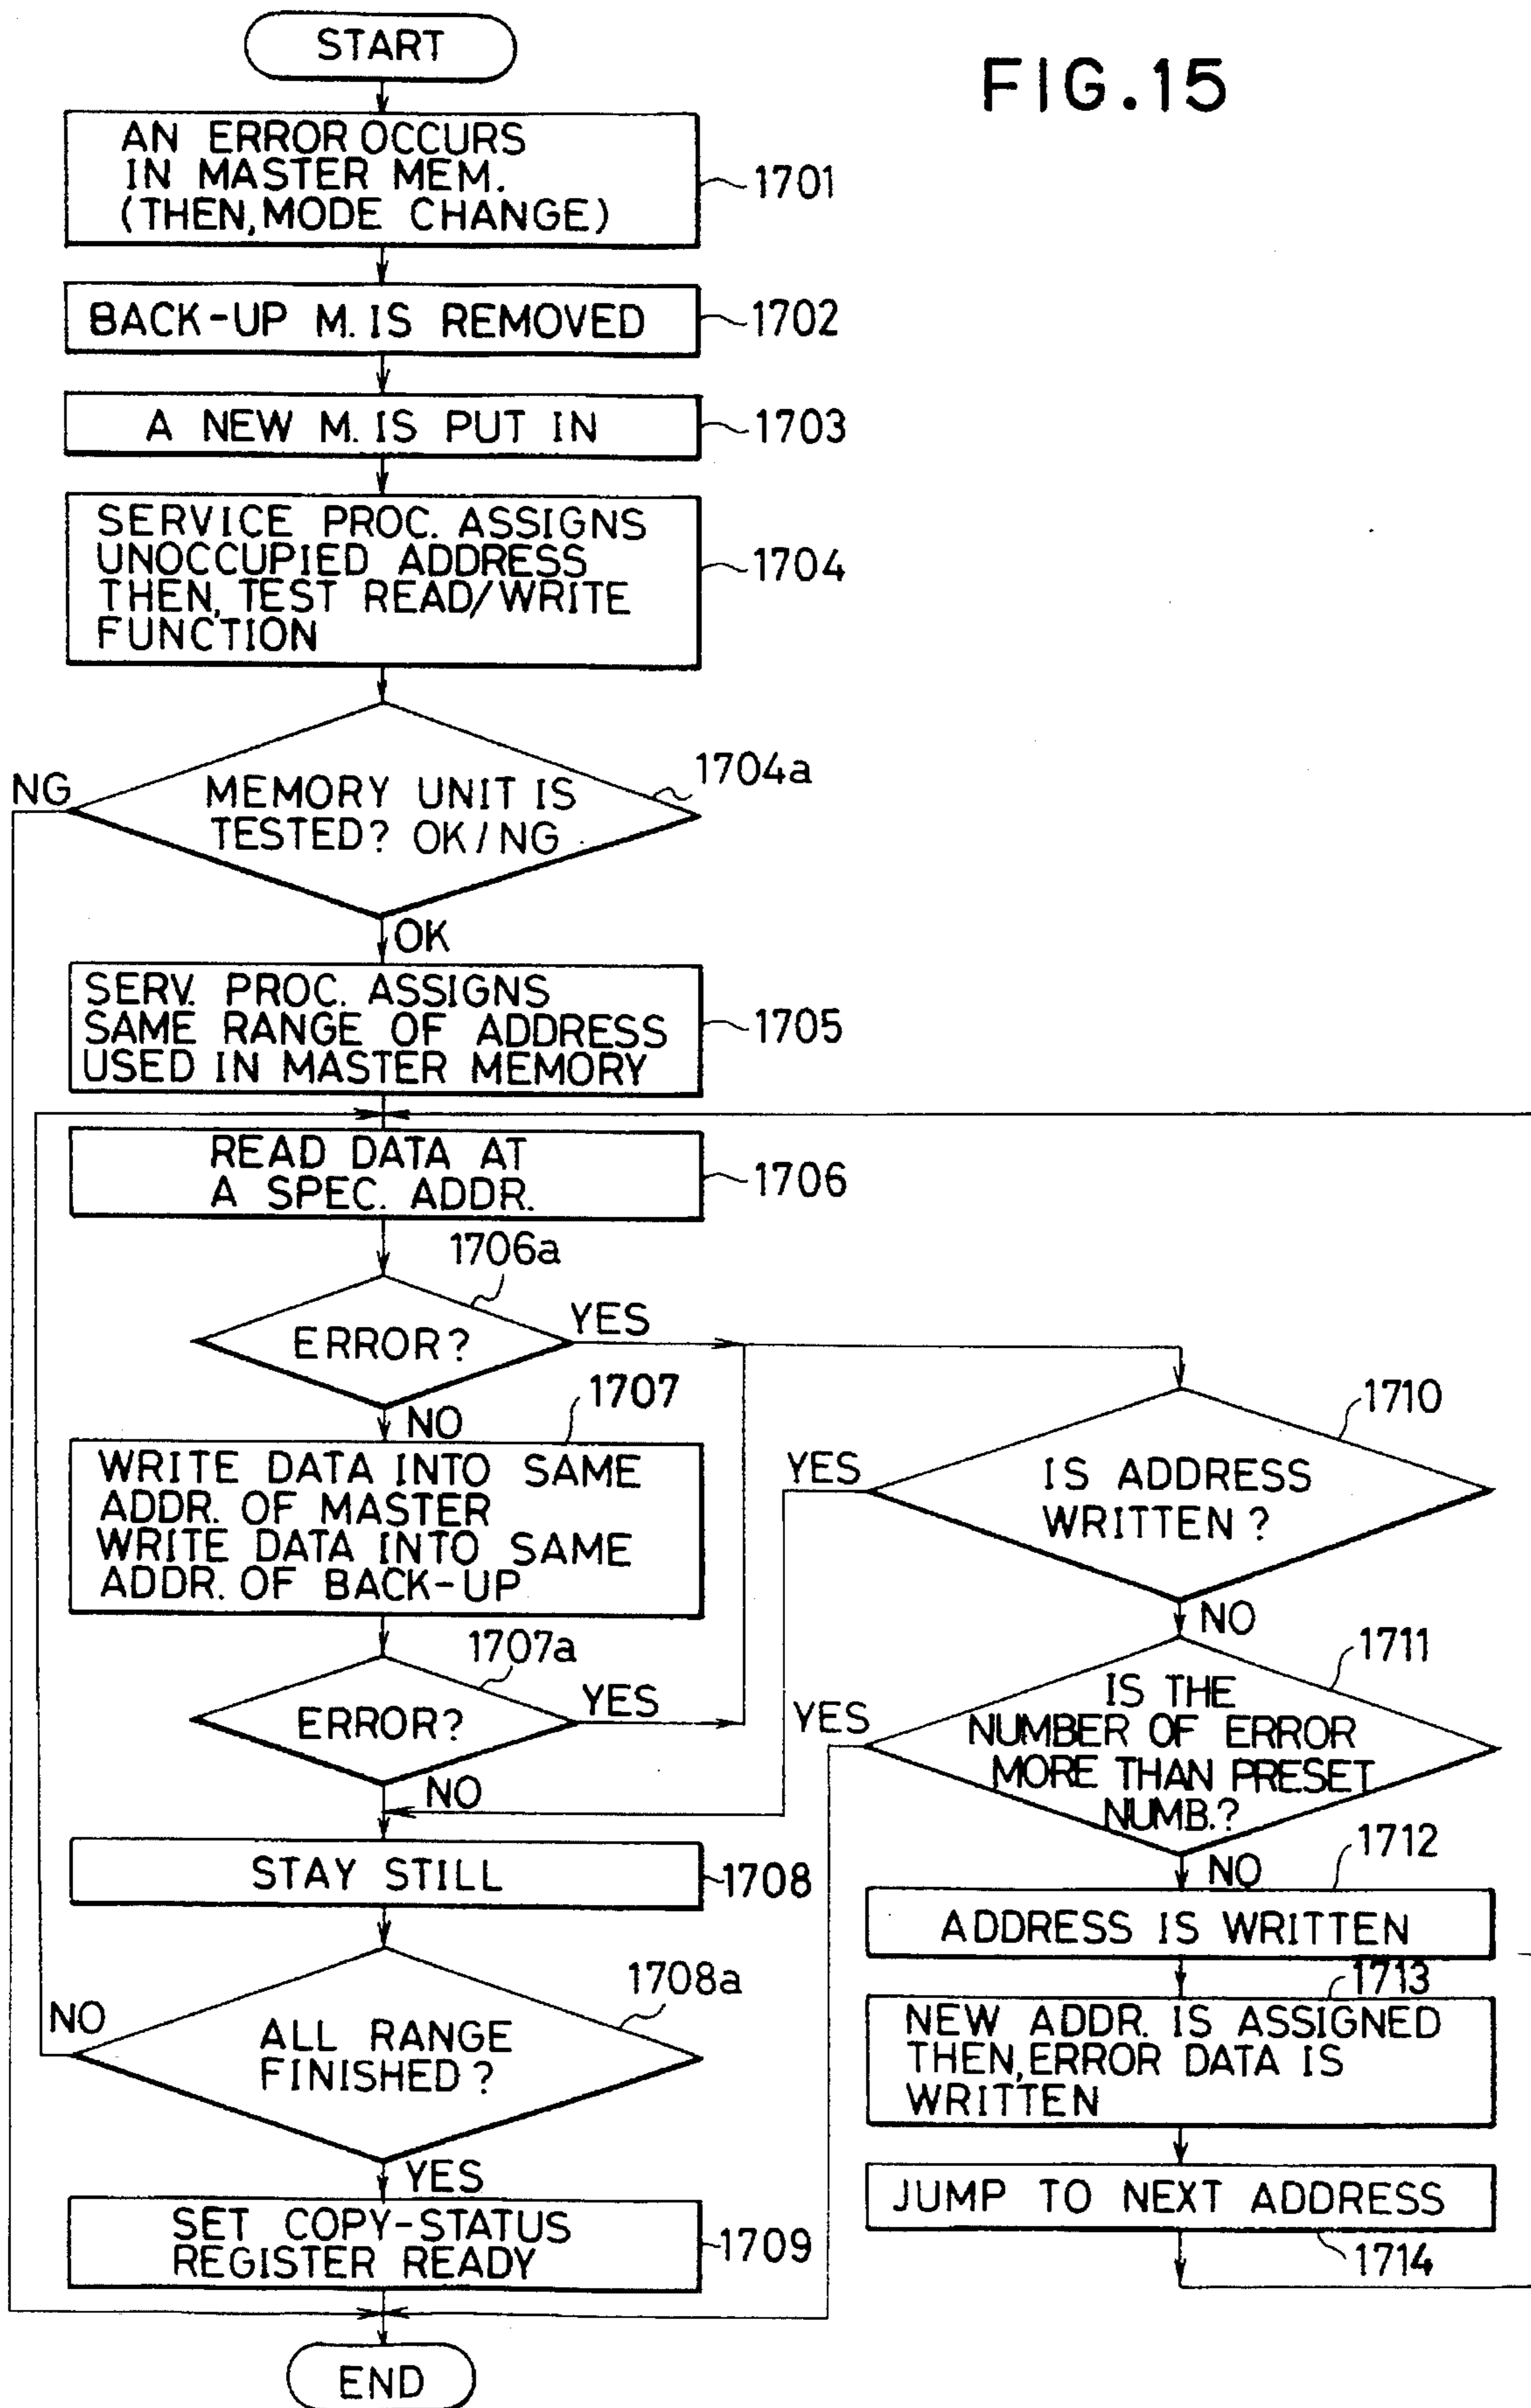 FIG.15
START
AN ERROR OCCURS
IN MASTER MEM.
(THEN,MODE CHANGE)
1701
BACK-UP M. IS REMOVED
1702
A NEW M. IS PUT IN
1703
SERVICE PROC. ASSIGNS
UNOCCUPIED ADDRESS
THEN, TEST READ/WRITE
FUNCTION
1704
1704a
NG
MEMORY UNIT IS
TESTED? OK/NG
OK
SERV. PROC. ASSIGNS
SAME RANGE OF ADDRESS
USED IN MASTER MEMORY
1705
READ DATA AT
A SPEC. ADDR.
1706
1706a
ERROR?
YES
NO
1707
WRITE DATA INTO SAME
ADDR. OF MASTER
WRITE DATA INTO SAME
ADDR. OF BACK-UP
1707a
ERROR?
YES
NO
STAY STILL
1708
1708a
NO
ALL RANGE
FINISHED?
YES
SET COPY-STATUS
REGISTER READY
1709
END
1710
YES
IS ADDRESS
WRITTEN?
NO
1711
YES
IS THE
NUMBER OF ERROR
MORE THAN PRESET
NUMB.?
NO
1712
ADDRESS IS WRITTEN
1713
NEW ADDR. IS ASSIGNED
THEN, ERROR DATA IS
WRITTEN
JUMP TO NEXT ADDRESS
1714